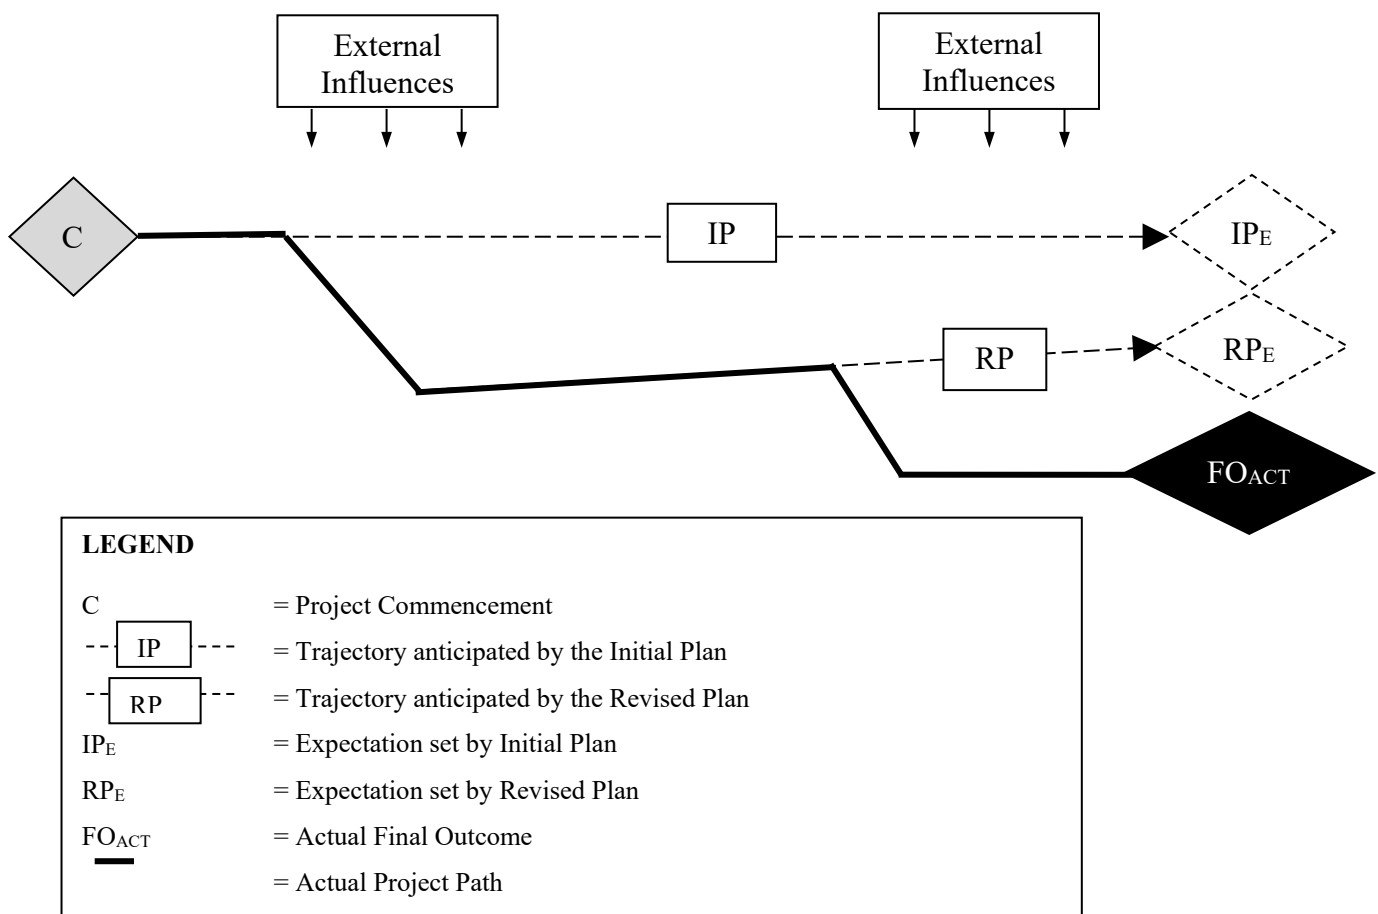 External
Influences
External
Influences
C
IP
IPE
RP
RPE
FOACT
LEGEND
C = Project Commencement
IP = Trajectory anticipated by the Initial Plan
RP = Trajectory anticipated by the Revised Plan
IPE = Expectation set by Initial Plan
RPE = Expectation set by Revised Plan
FOACT = Actual Final Outcome
= Actual Project Path